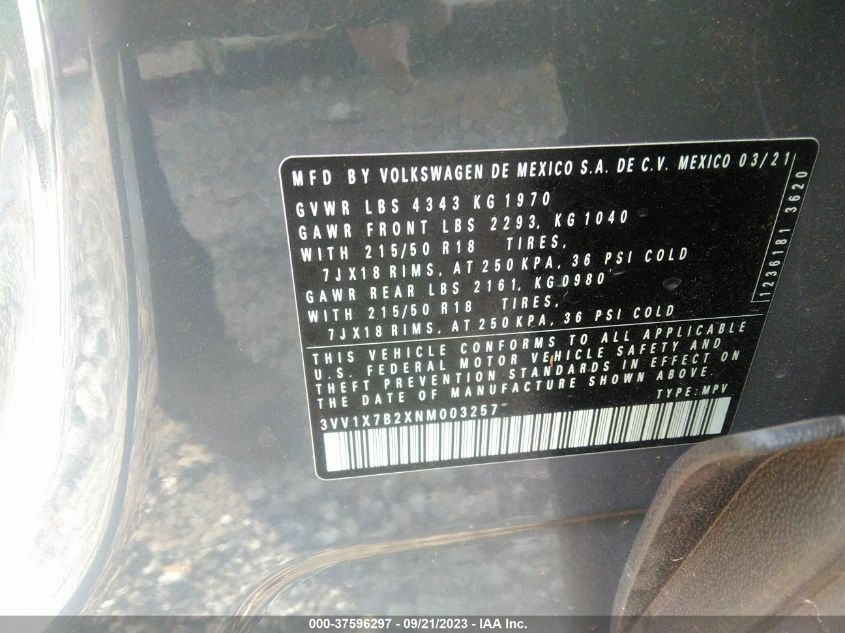 MFD BY VOLKSWAGEN DE MEXICO S.A. DE C.V. MEXICO 03/21
GVWR LBS 4343 KG 1970
GAWR FRONT LBS 2293, KG 1040
WITH 215/50 R18 TIRES,
7JX18 RIMS, AT 250 KPA, 36 PSI COLD
GAWR REAR LBS 2161, KG 0980
WITH 215/50 R18 TIRES,
7JX18 RIMS, AT 250 KPA, 36 PSI COLD
1236181 3620
THIS VEHICLE CONFORMS TO ALL APPLICABLE
U.S. FEDERAL MOTOR VEHICLE SAFETY AND
THEFT PREVENTION STANDARDS IN EFFECT ON
THE DATE OF MANUFACTURE SHOWN ABOVE.
3VV1X7B2XNM003257 TYPE: MPV
000-37596297 - 09/21/2023 - IAA Inc.